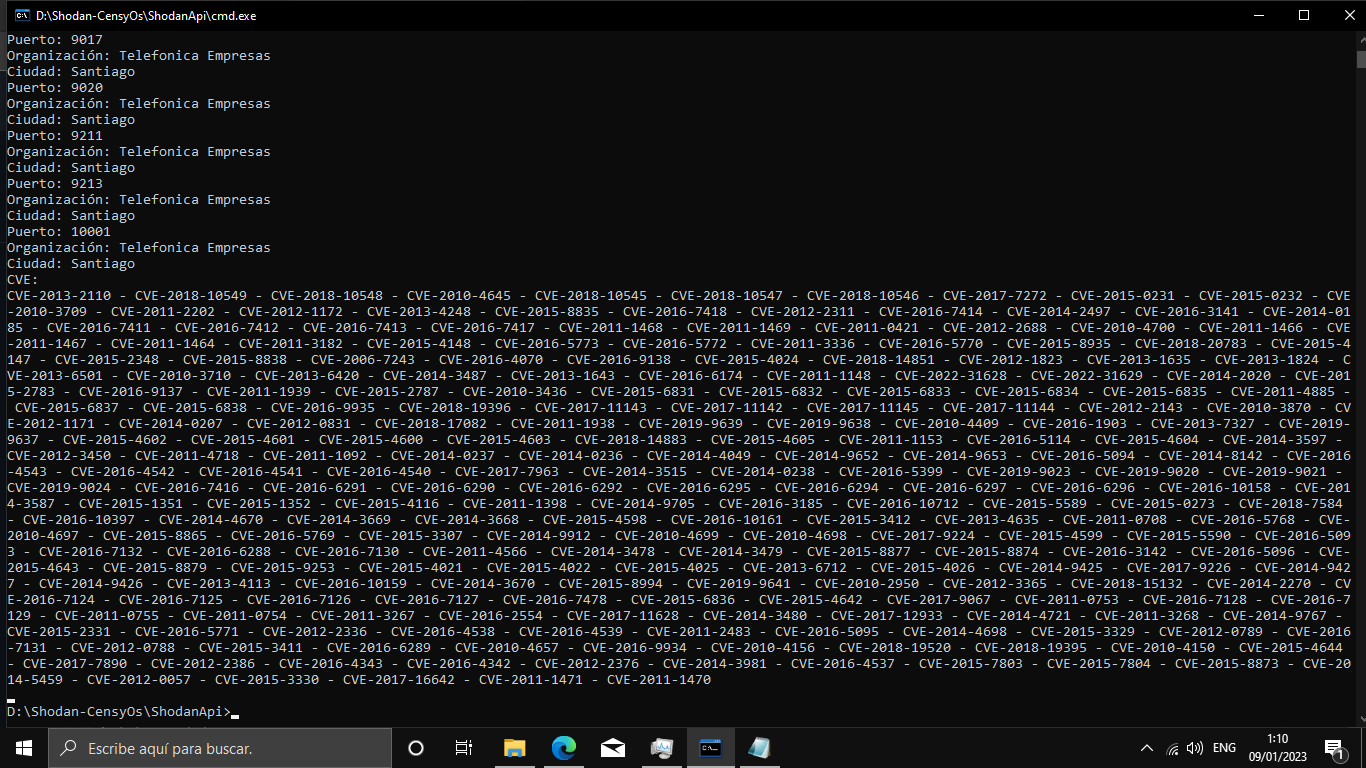 D:\Shodan-CensyOs\ShodanApi\cmd.exe
Puerto: 9017
Organización: Telefonica Empresas
Ciudad: Santiago
Puerto: 9020
Organización: Telefonica Empresas
Ciudad: Santiago
Puerto: 9211
Organización: Telefonica Empresas
Ciudad: Santiago
Puerto: 9213
Organización: Telefonica Empresas
Ciudad: Santiago
Puerto: 10001
Organización: Telefonica Empresas
Ciudad: Santiago
CVE:
CVE-2013-2110 - CVE-2018-10549 - CVE-2018-10548 - CVE-2010-4645 - CVE-2018-10545 - CVE-2018-10547 - CVE-2018-10546 - CVE-2017-7272 - CVE-2015-0231 - CVE-2015-0232 - CVE
-2010-3709 - CVE-2011-2202 - CVE-2012-1172 - CVE-2013-4248 - CVE-2015-8835 - CVE-2016-7418 - CVE-2012-2311 - CVE-2016-7414 - CVE-2014-2497 - CVE-2016-3141 - CVE-2014-01
85 - CVE-2016-7411 - CVE-2016-7412 - CVE-2016-7413 - CVE-2016-7417 - CVE-2011-1468 - CVE-2011-1469 - CVE-2011-0421 - CVE-2012-2688 - CVE-2010-4700 - CVE-2011-1466 - CVE
-2011-1467 - CVE-2011-1464 - CVE-2011-3182 - CVE-2015-4148 - CVE-2016-5773 - CVE-2016-5772 - CVE-2011-3336 - CVE-2016-5770 - CVE-2015-8935 - CVE-2018-20783 - CVE-2015-4
147 - CVE-2015-2348 - CVE-2015-8838 - CVE-2006-7243 - CVE-2016-4070 - CVE-2016-9138 - CVE-2015-4024 - CVE-2018-14851 - CVE-2012-1823 - CVE-2013-1635 - CVE-2013-1824 - C
VE-2013-6501 - CVE-2010-3710 - CVE-2013-6420 - CVE-2014-3487 - CVE-2013-1643 - CVE-2016-6174 - CVE-2011-1148 - CVE-2022-31628 - CVE-2022-31629 - CVE-2014-2020 - CVE-201
5-2783 - CVE-2016-9137 - CVE-2011-1939 - CVE-2015-2787 - CVE-2010-3436 - CVE-2015-6831 - CVE-2015-6832 - CVE-2015-6833 - CVE-2015-6834 - CVE-2015-6835 - CVE-2011-4885 -
CVE-2015-6837 - CVE-2015-6838 - CVE-2016-9935 - CVE-2018-19396 - CVE-2017-11143 - CVE-2017-11142 - CVE-2017-11145 - CVE-2017-11144 - CVE-2012-2143 - CVE-2010-3870 - CV
E-2012-1171 - CVE-2014-0207 - CVE-2012-0831 - CVE-2018-17082 - CVE-2011-1938 - CVE-2019-9639 - CVE-2019-9638 - CVE-2010-4409 - CVE-2016-1903 - CVE-2013-7327 - CVE-2019-
9637 - CVE-2015-4602 - CVE-2015-4601 - CVE-2015-4600 - CVE-2015-4603 - CVE-2018-14883 - CVE-2015-4605 - CVE-2011-1153 - CVE-2016-5114 - CVE-2015-4604 - CVE-2014-3597 -
CVE-2012-3450 - CVE-2011-4718 - CVE-2011-1092 - CVE-2014-0237 - CVE-2014-0236 - CVE-2014-4049 - CVE-2014-9652 - CVE-2014-9653 - CVE-2016-5094 - CVE-2014-8142 - CVE-2016
-4543 - CVE-2016-4542 - CVE-2016-4541 - CVE-2016-4540 - CVE-2017-7963 - CVE-2014-3515 - CVE-2014-0238 - CVE-2016-5399 - CVE-2019-9023 - CVE-2019-9020 - CVE-2019-9021 -
CVE-2019-9024 - CVE-2016-7416 - CVE-2016-6291 - CVE-2016-6290 - CVE-2016-6292 - CVE-2016-6295 - CVE-2016-6294 - CVE-2016-6297 - CVE-2016-6296 - CVE-2016-10158 - CVE-201
4-3587 - CVE-2015-1351 - CVE-2015-1352 - CVE-2015-4116 - CVE-2011-1398 - CVE-2014-9705 - CVE-2016-3185 - CVE-2016-10712 - CVE-2015-5589 - CVE-2015-0273 - CVE-2018-7584
- CVE-2016-10397 - CVE-2014-4670 - CVE-2014-3669 - CVE-2014-3668 - CVE-2015-4598 - CVE-2016-10161 - CVE-2015-3412 - CVE-2013-4635 - CVE-2011-0708 - CVE-2016-5768 - CVE-
2010-4697 - CVE-2015-8865 - CVE-2016-5769 - CVE-2015-3307 - CVE-2014-9912 - CVE-2010-4699 - CVE-2010-4698 - CVE-2017-9224 - CVE-2015-4599 - CVE-2015-5590 - CVE-2016-509
3 - CVE-2016-7132 - CVE-2016-6288 - CVE-2016-7130 - CVE-2011-4566 - CVE-2014-3478 - CVE-2014-3479 - CVE-2015-8877 - CVE-2015-8874 - CVE-2016-3142 - CVE-2016-5096 - CVE-
2015-4643 - CVE-2015-8879 - CVE-2015-9253 - CVE-2015-4021 - CVE-2015-4022 - CVE-2015-4025 - CVE-2013-6712 - CVE-2015-4026 - CVE-2014-9425 - CVE-2017-9226 - CVE-2014-942
7 - CVE-2014-9426 - CVE-2013-4113 - CVE-2016-10159 - CVE-2014-3670 - CVE-2015-8994 - CVE-2019-9641 - CVE-2010-2950 - CVE-2012-3365 - CVE-2018-15132 - CVE-2014-2270 - CV
E-2016-7124 - CVE-2016-7125 - CVE-2016-7126 - CVE-2016-7127 - CVE-2016-7478 - CVE-2015-6836 - CVE-2015-4642 - CVE-2017-9067 - CVE-2011-0753 - CVE-2016-7128 - CVE-2016-7
129 - CVE-2011-0755 - CVE-2011-0754 - CVE-2011-3267 - CVE-2016-2554 - CVE-2017-11628 - CVE-2014-3480 - CVE-2017-12933 - CVE-2014-4721 - CVE-2011-3268 - CVE-2014-9767 -
CVE-2015-2331 - CVE-2016-5771 - CVE-2012-2336 - CVE-2016-4538 - CVE-2016-4539 - CVE-2011-2483 - CVE-2016-5095 - CVE-2014-4698 - CVE-2015-3329 - CVE-2012-0789 - CVE-2016
-7131 - CVE-2012-0788 - CVE-2015-3411 - CVE-2016-6289 - CVE-2010-4657 - CVE-2016-9934 - CVE-2010-4156 - CVE-2018-19520 - CVE-2018-19395 - CVE-2010-4150 - CVE-2015-4644
- CVE-2017-7890 - CVE-2012-2386 - CVE-2016-4343 - CVE-2016-4342 - CVE-2012-2376 - CVE-2014-3981 - CVE-2016-4537 - CVE-2015-7803 - CVE-2015-7804 - CVE-2015-8873 - CVE-20
14-5459 - CVE-2012-0057 - CVE-2015-3330 - CVE-2017-16642 - CVE-2011-1471 - CVE-2011-1470
D:\Shodan-CensyOs\ShodanApi>
Escribe aquí para buscar.
ENG
1:10
09/01/2023
1